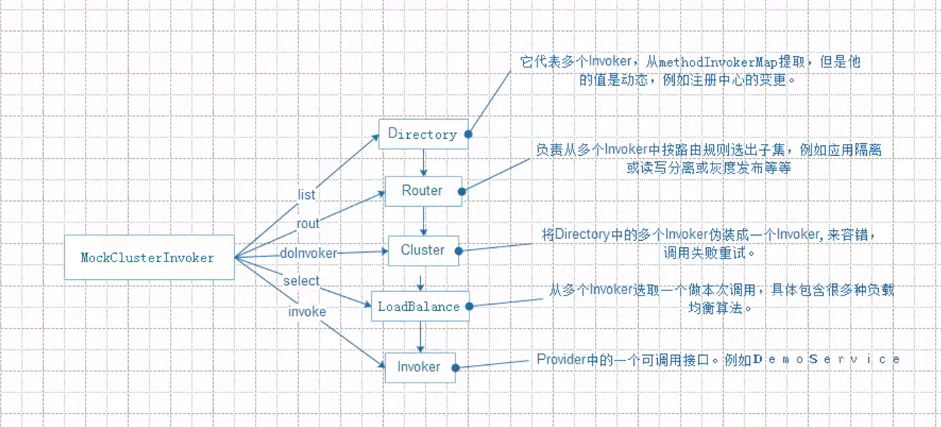 它代表多个Invoker，从methodInvokerMap提取，但是他
的值是动态，例如注册中心的变更。
Directory
负责从多个Invoker中按路由规则选出子集，例如应用隔离
或读写分离或灰度发布等等
Router
list
rout
将Directory中的多个Invoker伪装成一个Invoker, 来容错，
调用失败重试。
Cluster
doInvoker
MockClusterInvoker
select
从多个Invoker选取一个做本次调用，具体包含很多种负载
均衡算法。
LoadBalance
invoke
Provider中的一个可调用接口。例如ＤｅｍｏＳｅｒｖｉｃｅ
Invoker